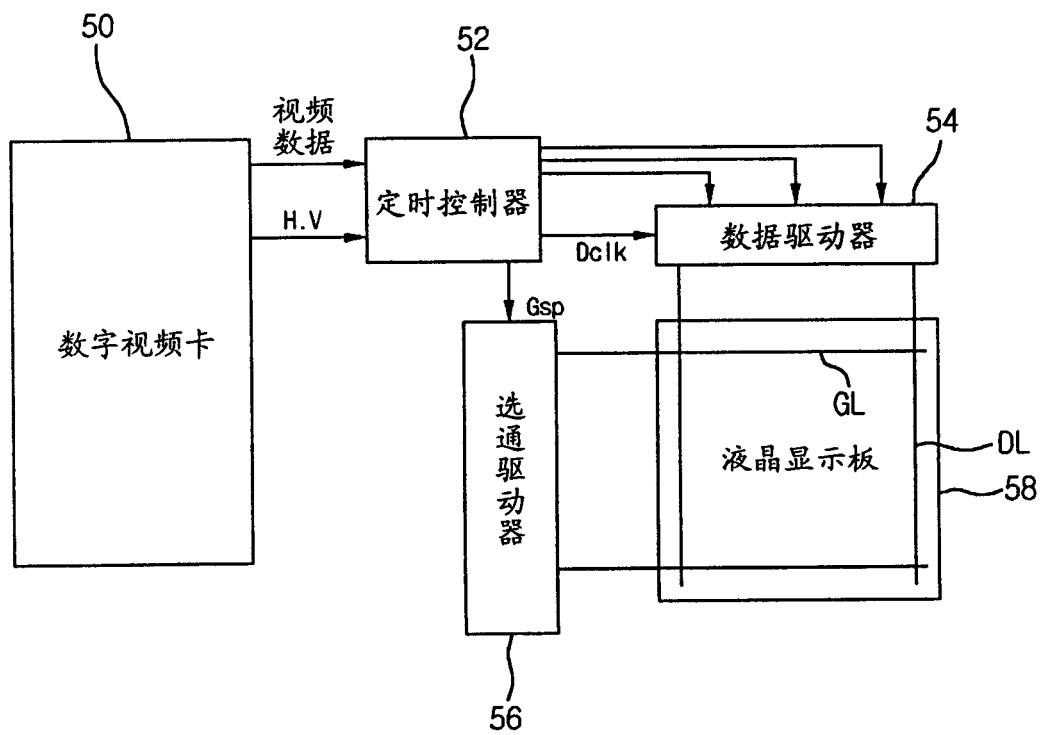 50
52
54
视频
数据
H.V
定时控制器
Dclk
数据驱动器
Gsp
数字视频卡
选通驱动器
GL
液晶显示板
DL
58
56